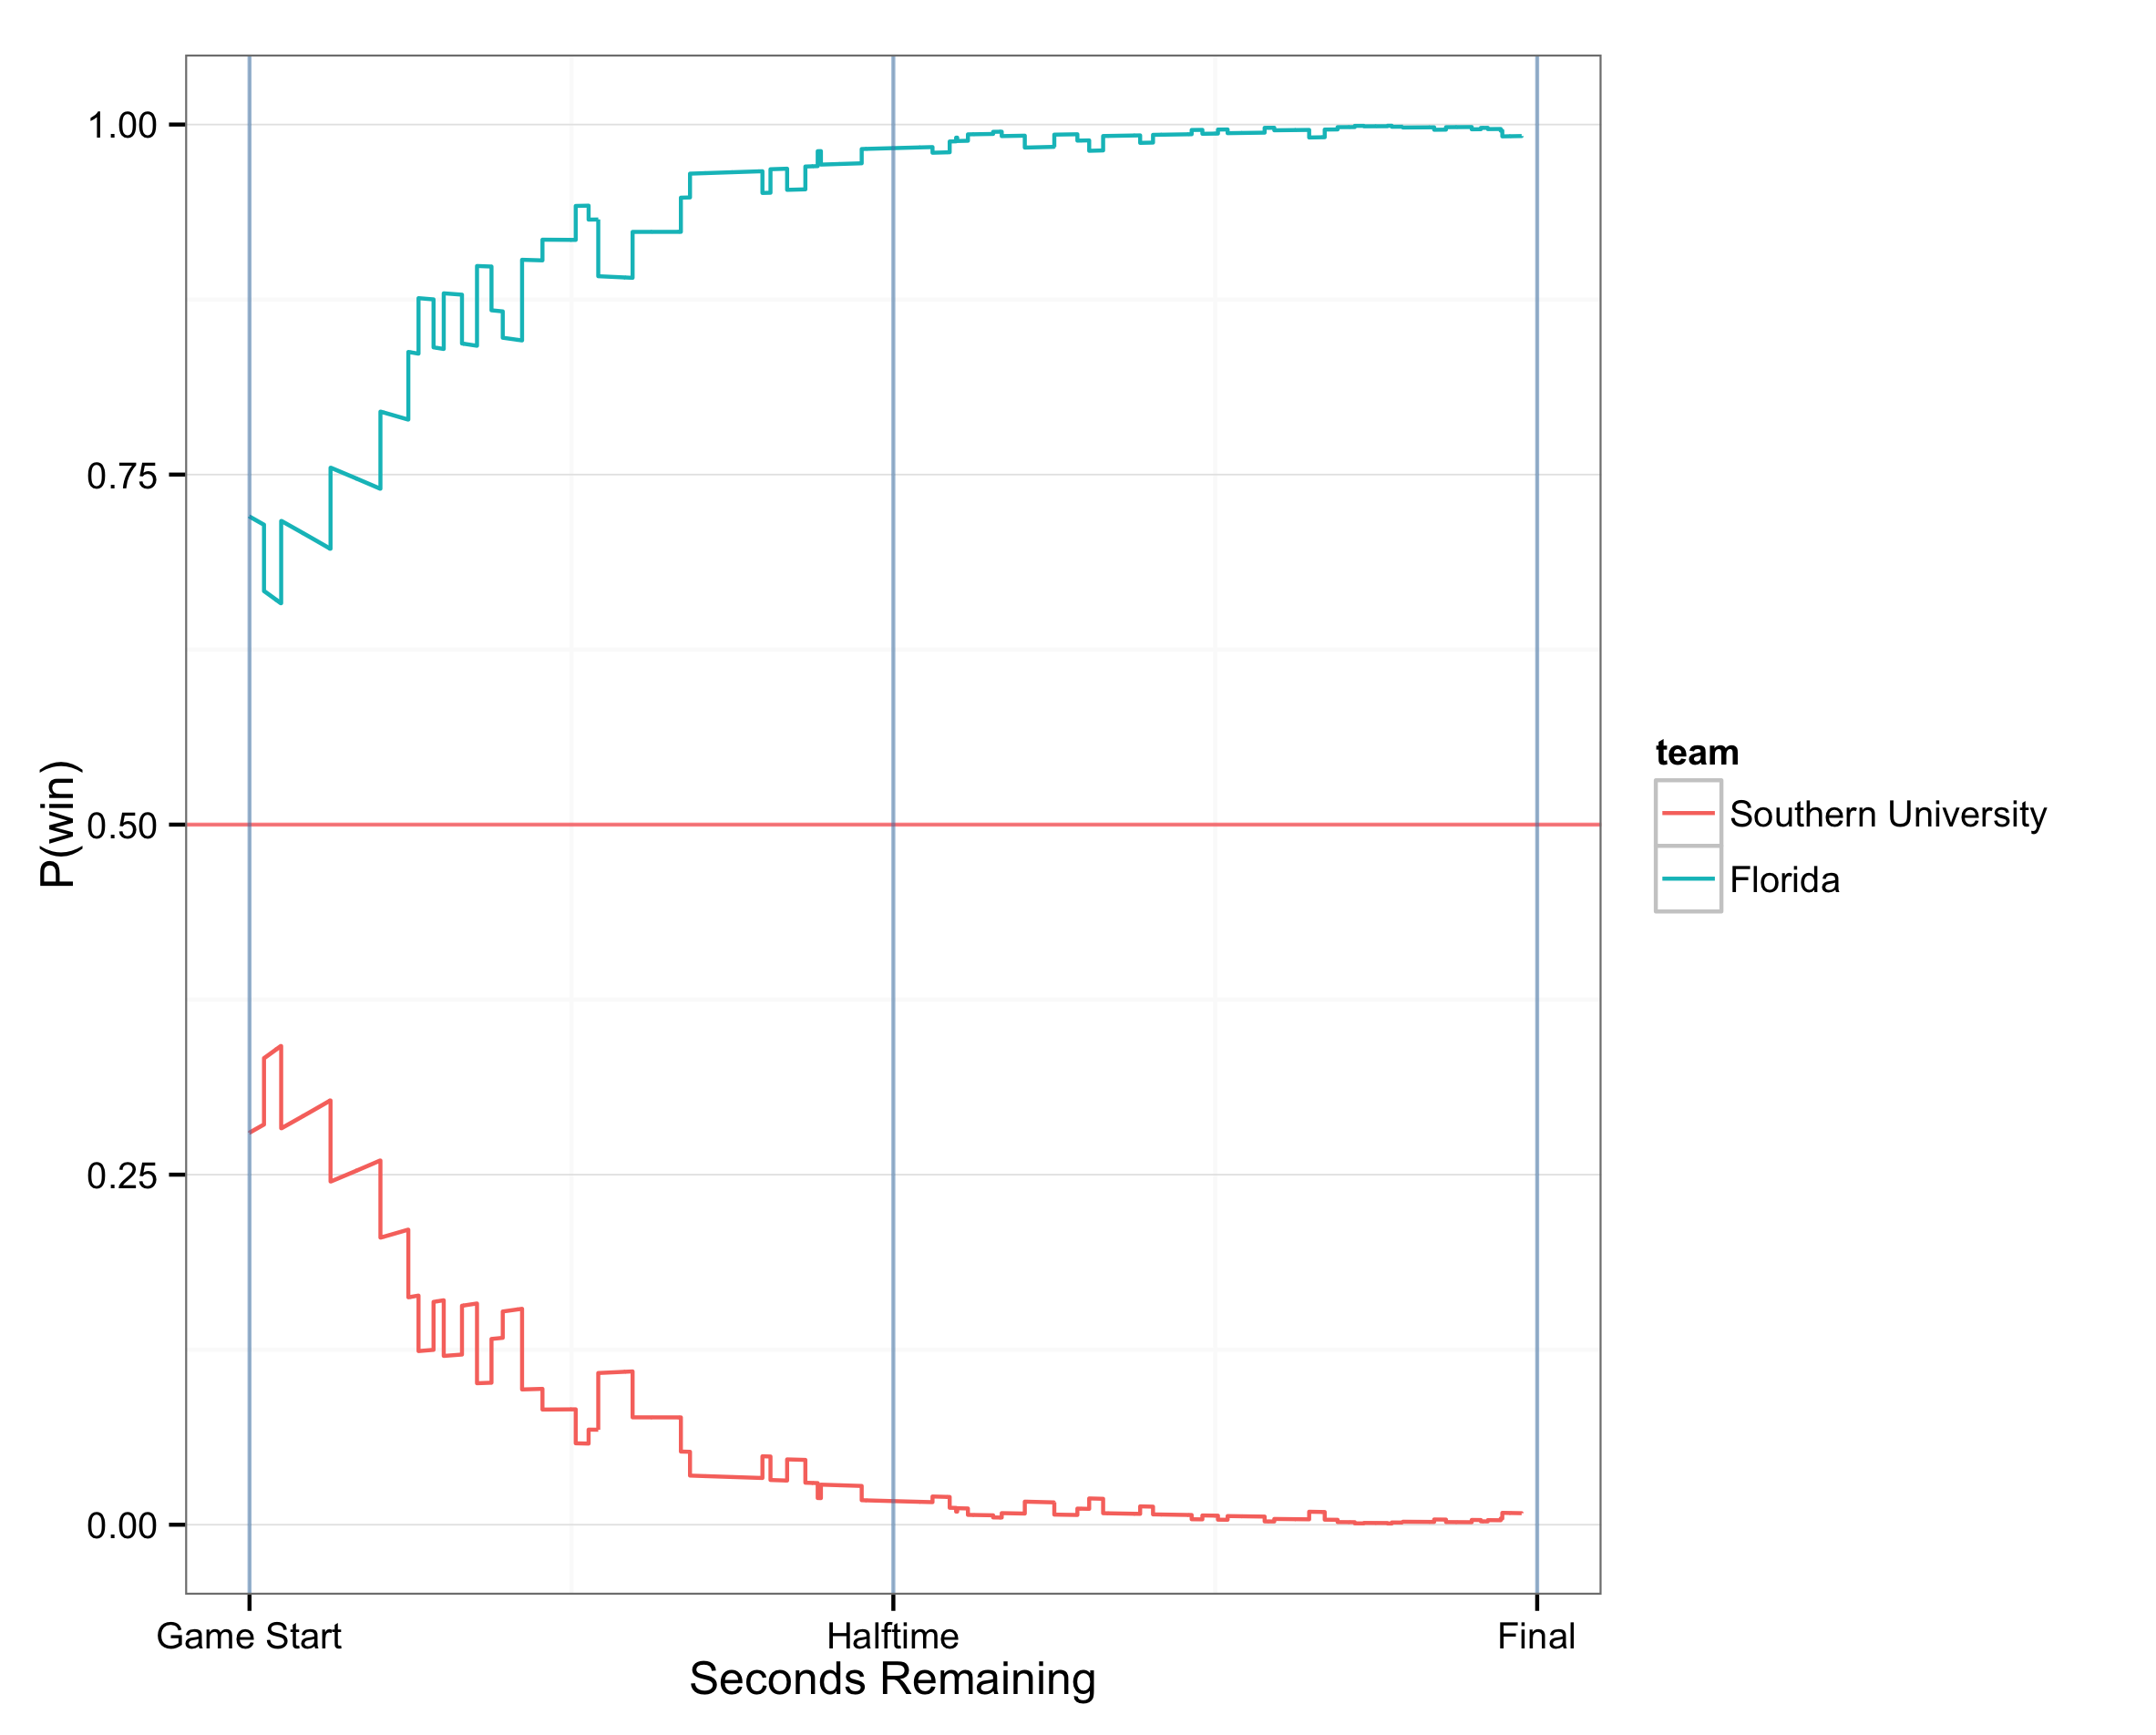 P(win)
1.00
0.75
0.50
0.25
0.00
Game Start
Halftime
Final
Seconds Remaining
team
Southern University
Florida